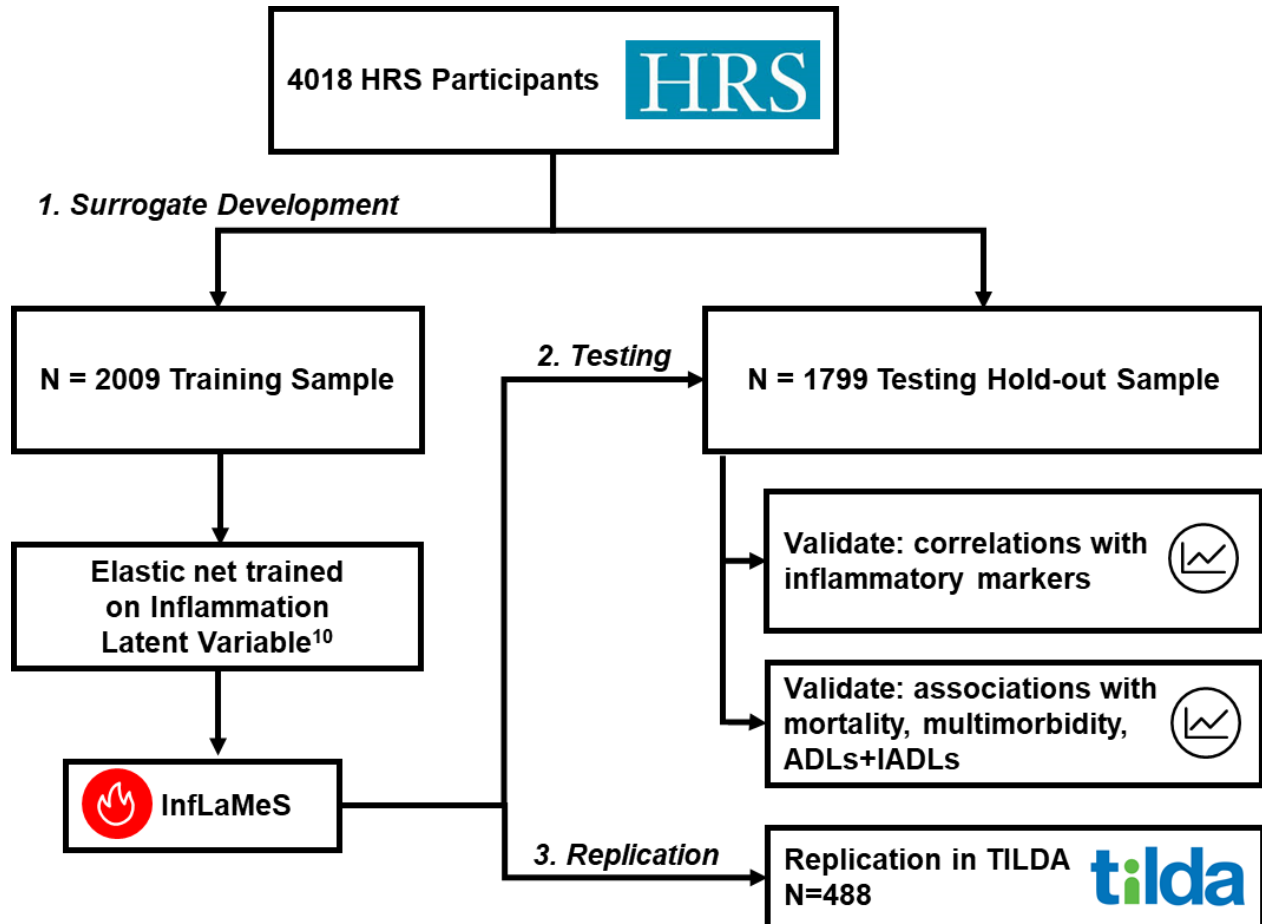 4018 HRS Participants
HRS
1. Surrogate Development
N = 2009 Training Sample
2. Testing
N = 1799 Testing Hold-out Sample
Elastic net trained
on Inflammation
Latent Variable¹⁰
Validate: correlations with
inflammatory markers
Validate: associations with
mortality, multimorbidity,
ADLs+IADLs
InfLaMeS
3. Replication
Replication in TILDA
N=488
tilda